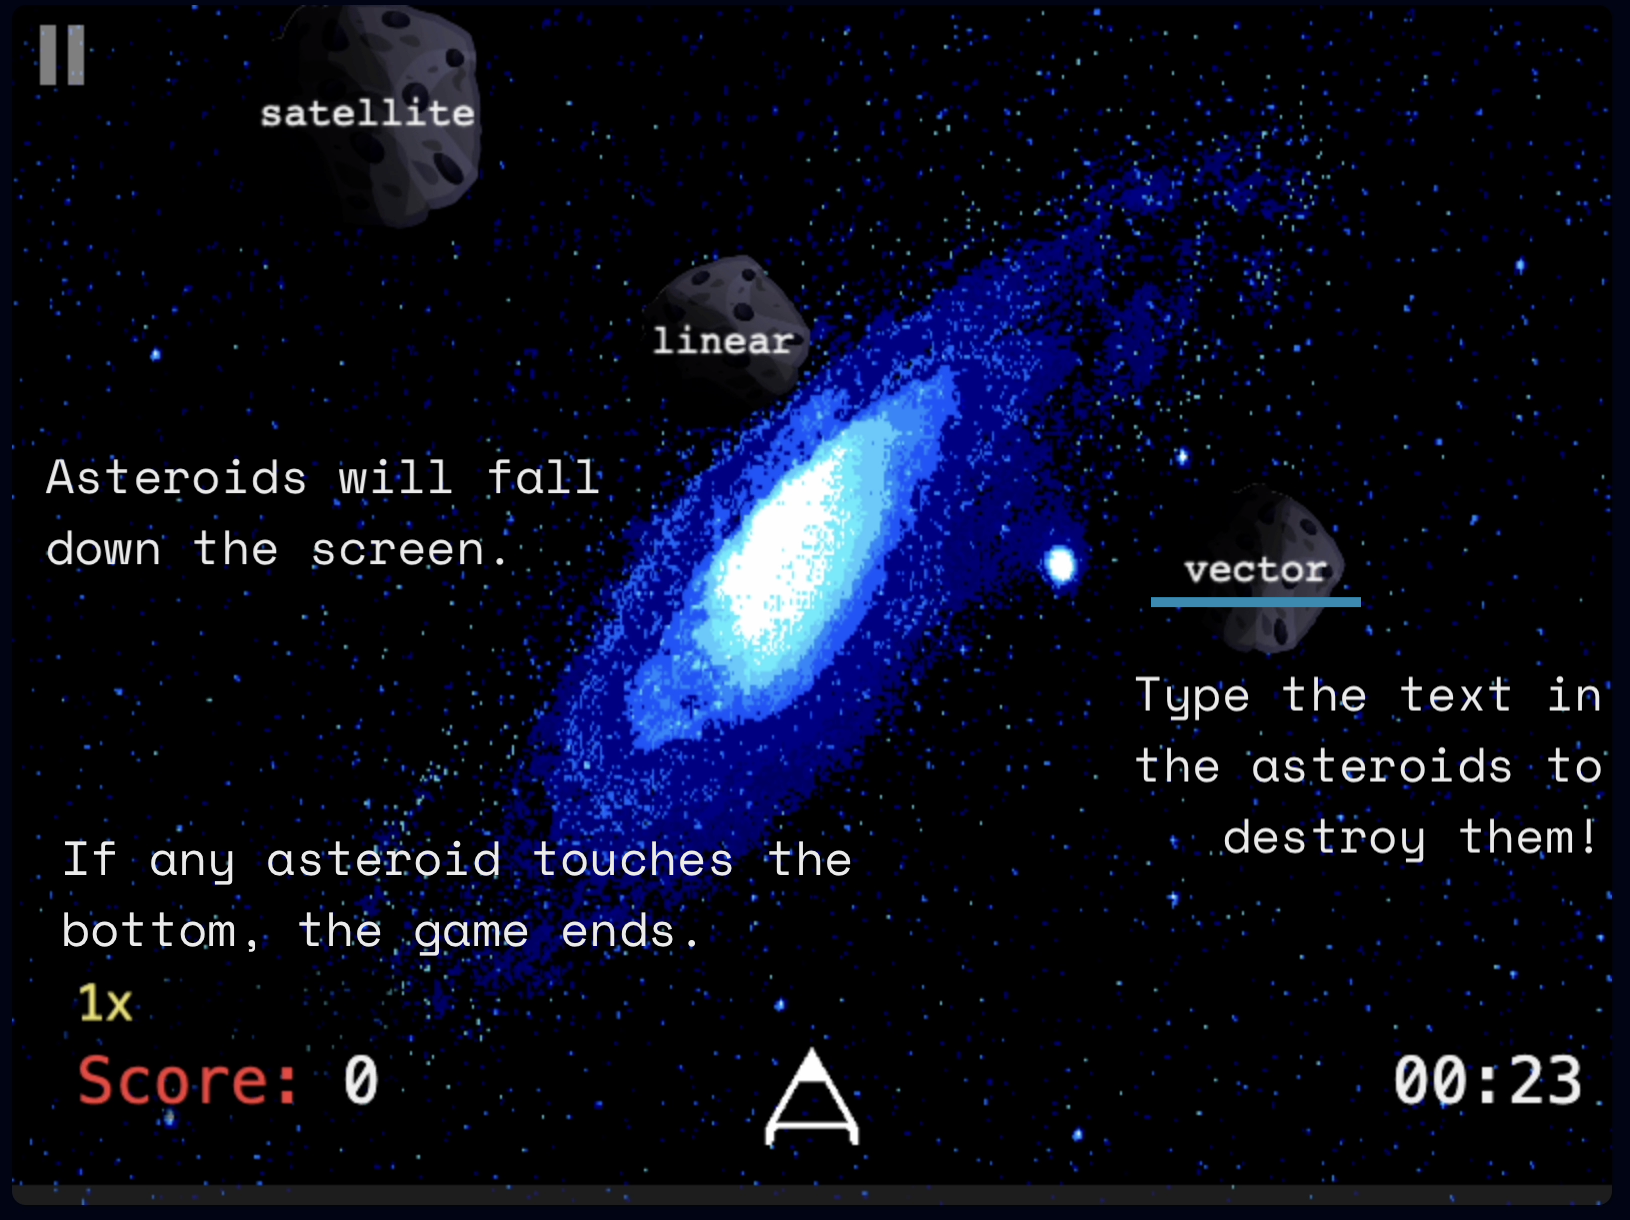 satellite
linear
Asteroids will fall
down the screen.
vector
Type the text in
the asteroids to
destroy them!
If any asteroid touches the
bottom, the game ends.
1x
Score: 0
00:23